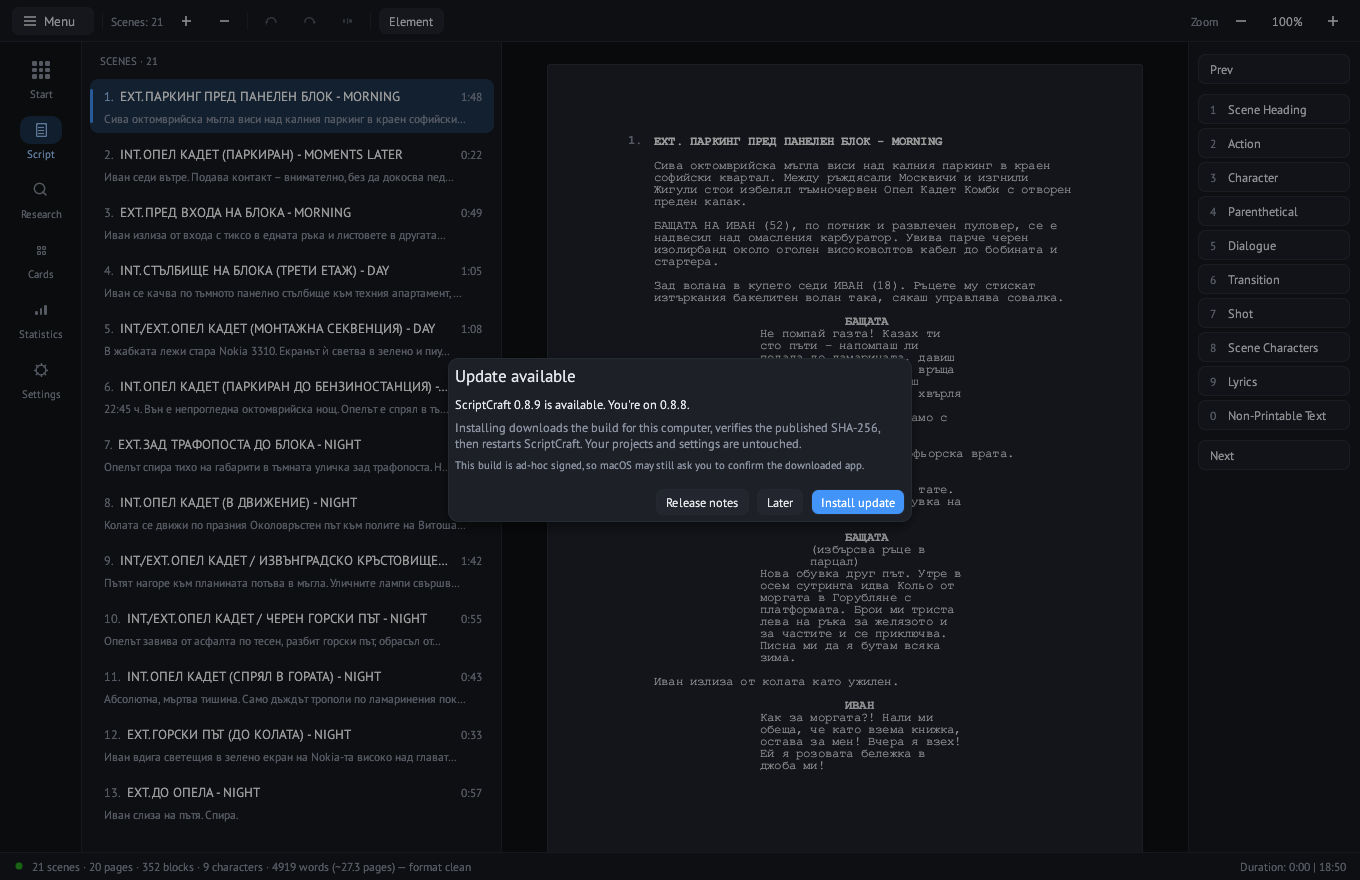 Menu
Scenes: 21
Element
Zoom
100%
Start
Script
Research
Cards
Statistics
Settings
SCENES · 21
1. EXT.ПАРКИНГ ПРЕД ПАНЕЛЕН БЛОК - MORNING 1:48
Сива октомврийска мъгла виси над калния паркинг в краен софийски...
2. INT.ОПЕЛ КАДЕТ (ПАРКИРАН) - MOMENTS LATER 0:22
Иван седи вътре. Подава контакт – внимателно, без да докосва пед...
3. EXT.ПРЕД ВХОДА НА БЛОКА - MORNING 0:49
Иван излиза от входа с тиксо в едната ръка и листовете в другата...
4. INT.СТЪЛБИЩЕ НА БЛОКА (ТРЕТИ ЕТАЖ) - DAY 1:05
Иван се качва по тъмното панелно стълбище към техния апартамент, ...
5. INT./EXT.ОПЕЛ КАДЕТ (МОНТАЖНА СЕКВЕНЦИЯ) - DAY 1:08
В жабката лежи стара Nokia 3310. Екранът ѝ светва в зелено и пиу...
6. INT.ОПЕЛ КАДЕТ (ПАРКИРАН ДО БЕНЗИНОСТАНЦИЯ) -...
22:45 ч. Вън е непрогледна октомврийска нощ. Опелът е спрял в тъ...
7. EXT.ЗАД ТРАФОПОСТА ДО БЛОКА - NIGHT
Опелът спира тихо на габарити в тъмната уличка зад трафопоста. Н...
8. INT.ОПЕЛ КАДЕТ (В ДВИЖЕНИЕ) - NIGHT
Колата се движи по празния Околовръстен път към полите на Витоша...
9. INT./EXT.ОПЕЛ КАДЕТ / ИЗВЪНГРАДСКО КРЪСТОВИЩЕ... 1:42
Пътят нагоре към планината потъва в мъгла. Уличните лампи свършв...
10. INT./EXT.ОПЕЛ КАДЕТ / ЧЕРЕН ГОРСКИ ПЪТ - NIGHT 0:55
Опелът завива от асфалта по тесен, разбит горски път, обрасъл от...
11. INT.ОПЕЛ КАДЕТ (СПРЯЛ В ГОРАТА) - NIGHT 0:43
Абсолютна, мъртва тишина. Само дъждът трополи по ламаринения пок...
12. EXT.ГОРСКИ ПЪТ (ДО КОЛАТА) - NIGHT 0:33
Иван вдига светещия в зелено екран на Nokia-та високо над глават...
13. EXT.ДО ОПЕЛА - NIGHT 0:57
Иван слиза на пътя. Спира.
1. EXT. ПАРКИНГ ПРЕД ПАНЕЛЕН БЛОК - MORNING
Сива октомврийска мъгла виси над калния паркинг в краен
софийски квартал. Между ръждясали Москвичи и изгнили
Жигули стои избелял тъмночервен Опел Кадет Комби с отворен
преден капак.
БАЩАТА НА ИВАН (52), по потник и развлечен пуловер, се е
надвесил над омасления карбуратор. Увива парче черен
изолирбанд около оголен високоволтов кабел до бобината и
стартера.
Зад волана в купето седи ИВАН (18). Ръцете му стискат
изтъркания бакелитен волан така, сякаш управлява совалка.
БАЩАТА
Не помпай газта! Казах ти
сто пъти – напомпаш ли
давиш
връща
ш
хвърля
амо с
фьорска врата.
тате.
увка на
Update available
ScriptCraft 0.8.9 is available. You're on 0.8.8.
Installing downloads the build for this computer, verifies the published SHA-256,
then restarts ScriptCraft. Your projects and settings are untouched.
This build is ad-hoc signed, so macOS may still ask you to confirm the downloaded app.
Release notes
Later
Install update
БАЩАТА
(избърсва ръце в
парцал)
Нова обувка друг път. Утре в
осем сутринта идва Кольо от
моргата в Горубляне с
платформата. Брои ми триста
лева на ръка за желязото и
за частите и се приключва.
Писна ми да я бутам всяка
зима.
Иван излиза от колата като ужилен.
ИВАН
Как за моргата?! Нали ми
обеща, че като взема книжка,
остава за мен! Вчера я взех!
Ей я розовата бележка в
джоба ми!
Prev
1 Scene Heading
2 Action
3 Character
4 Parenthetical
5 Dialogue
6 Transition
7 Shot
8 Scene Characters
9 Lyrics
0 Non-Printable Text
Next
21 scenes · 20 pages · 352 blocks · 9 characters · 4919 words (~27.3 pages) — format clean
Duration: 0:00 | 18:50